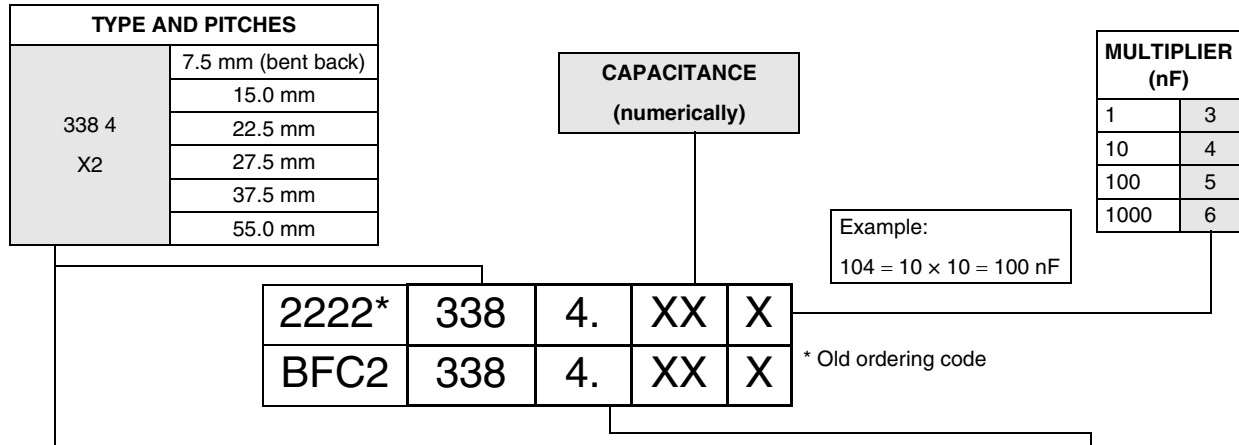 TYPE AND PITCHES
338 4
X2
7.5 mm (bent back)
15.0 mm
22.5 mm
27.5 mm
37.5 mm
55.0 mm
CAPACITANCE
(numerically)
MULTIPLIER
(nF)
1 3
10 4
100 5
1000 6
Example:
104 = 10 × 10 = 100 nF
2222* 338 4. XX X
BFC2 338 4. XX X
* Old ordering code